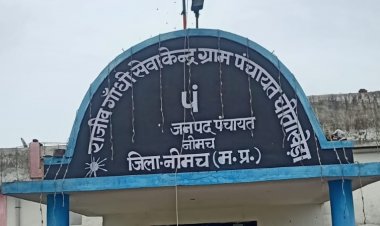 राजीव गाँधी सेवा केन्द्र ग्राम पंचायत चीताखेड़ा
पं
जनपद पंचायत
नीमच
जिला-नीमच (म.प्र.)